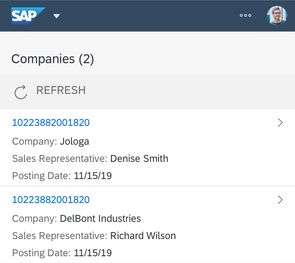 SAP
Companies (2)
REFRESH
10223882001820
Company: Jologa
Sales Representative: Denise Smith
Posting Date: 11/15/19
10223882001820
Company: DelBont Industries
Sales Representative: Richard Wilson
Posting Date: 11/15/19